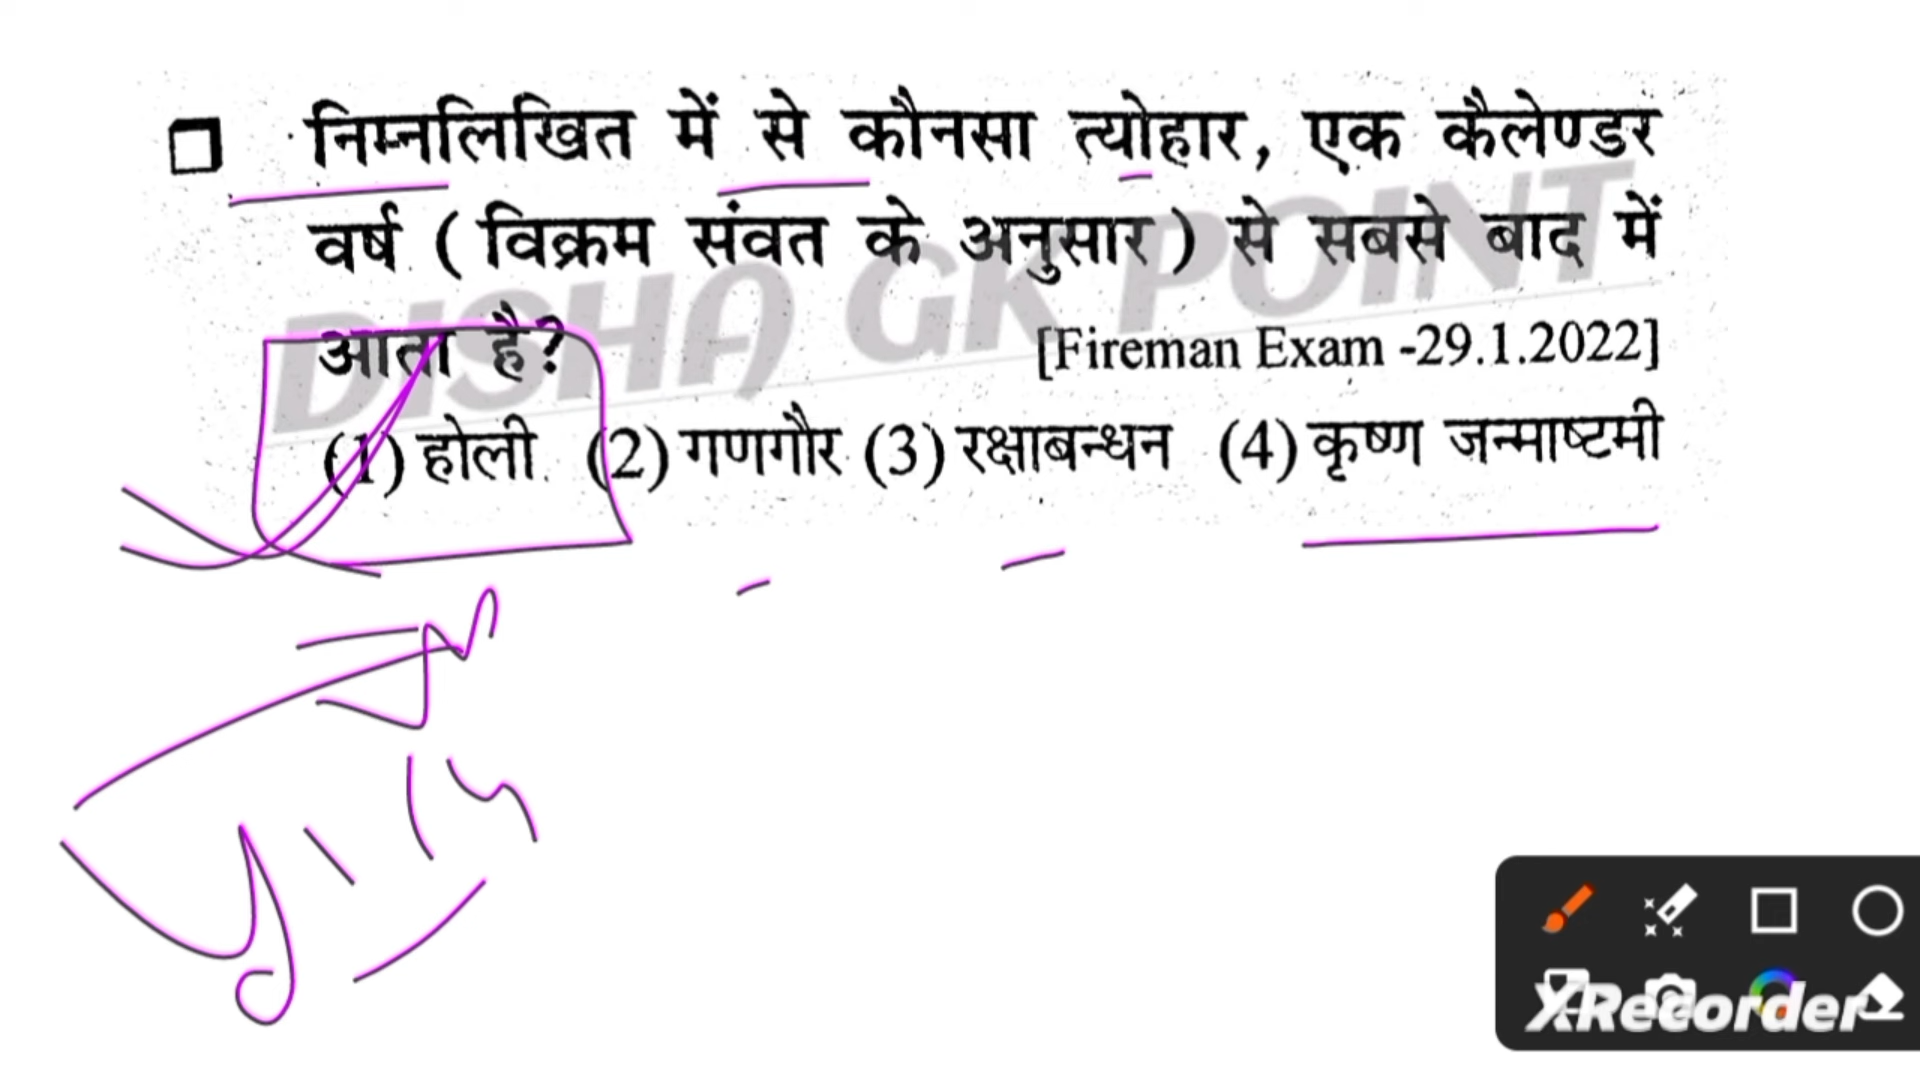 निम्नलिखित में से कौनसा त्योहार, एक कैलेण्डर
वर्ष ( विक्रम संवत के अनुसार ) से सबसे बाद में
आता है? [Fireman Exam -29.1.2022]
(1) होली (2) गणगौर (3) रक्षाबन्धन (4) कृष्ण जन्माष्टमी
DISHA GK POINT
XRecorder